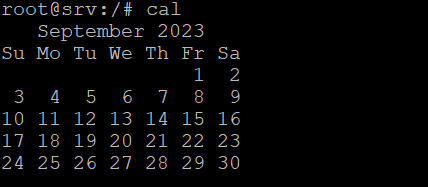 root@srv:/# cal
   September 2023
Su Mo Tu We Th Fr Sa
                1  2
 3  4  5  6  7  8  9
10 11 12 13 14 15 16
17 18 19 20 21 22 23
24 25 26 27 28 29 30